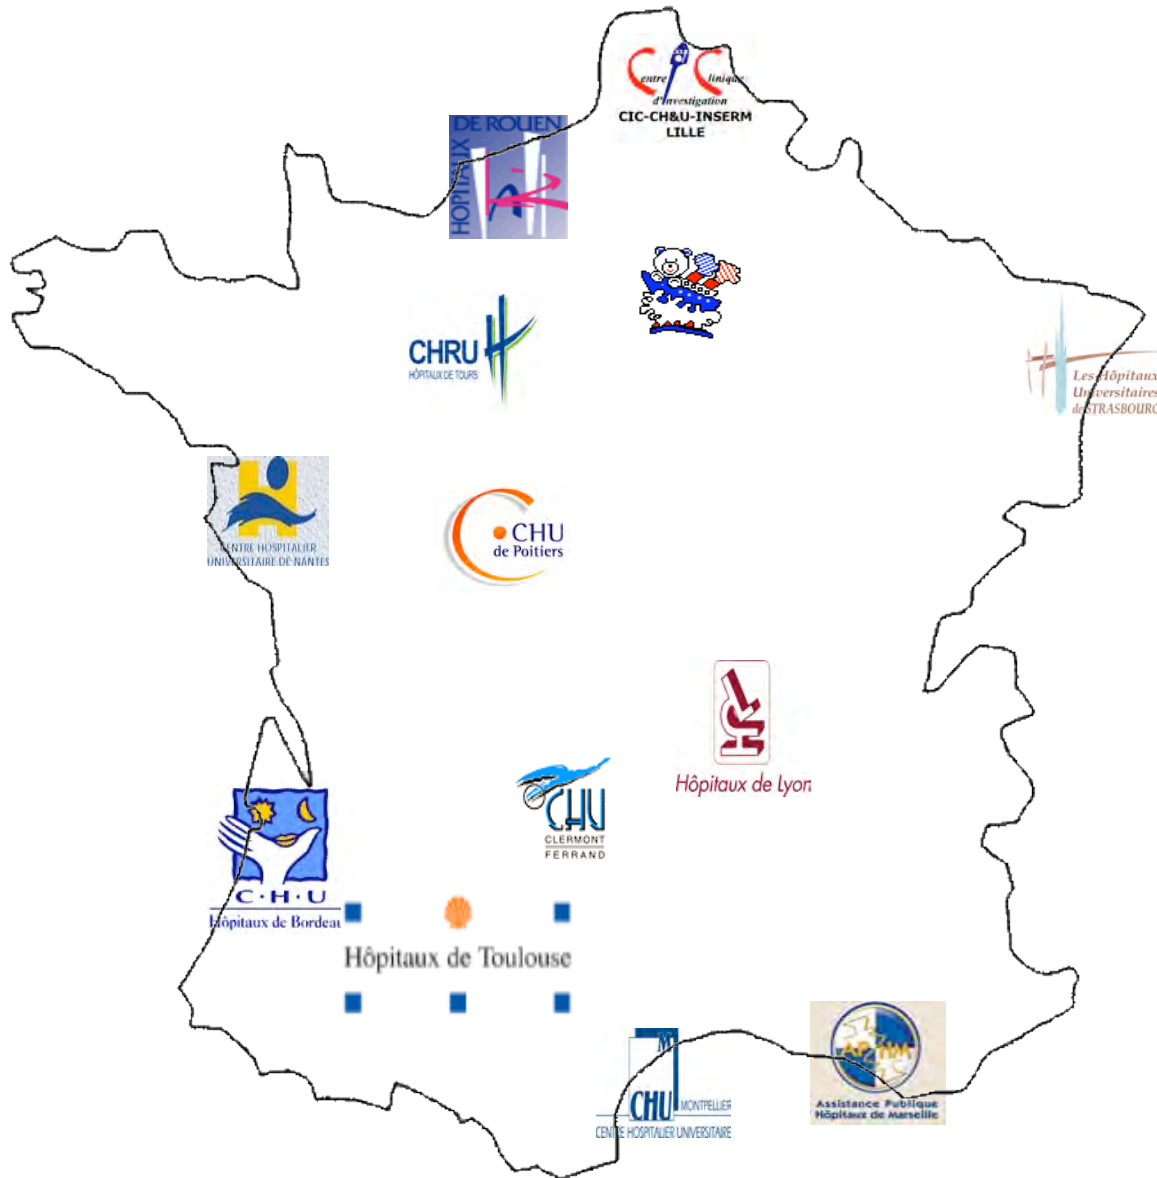 Centre Clinique
d'Investigation
CIC-CH&U-INSERM
LILLE
HOPITAUX DE ROUEN
CHRU
HÔPITAUX DE TOURS
Les Hôpitaux
Universitaires
de STRASBOURG
CENTRE HOSPITALIER
UNIVERSITAIRE DE NANTES
CHU
de Poitiers
Hôpitaux de Lyon
CHU
CLERMONT
FERRAND
C·H·U
Hôpitaux de Bordeau
Hôpitaux de Toulouse
M
CHU MONTPELLIER
CENTRE HOSPITALIER UNIVERSITAIRE
AP HM
Assistance Publique
Hôpitaux de Marseille